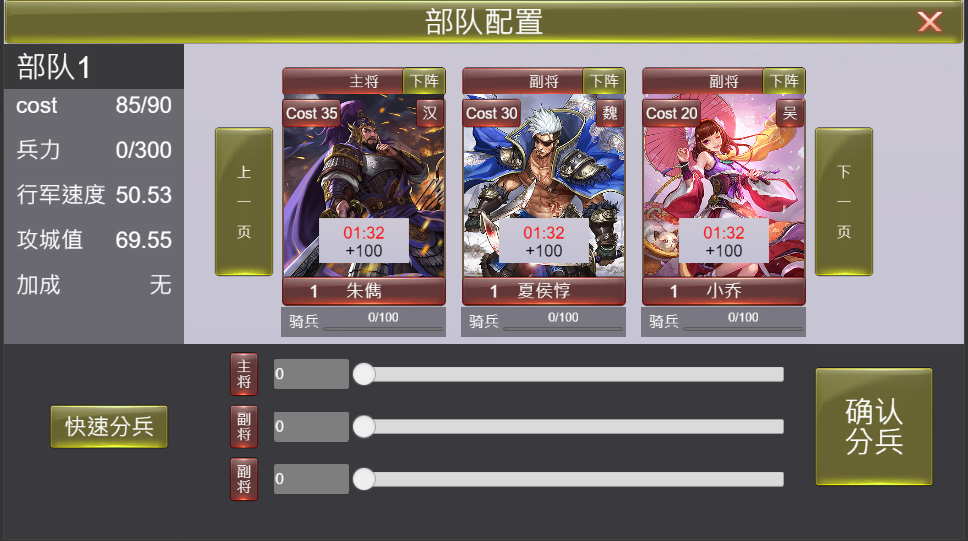 部队配置
部队1
cost 85/90
兵力 0/300
行军速度 50.53
攻城值 69.55
加成 无
上一页
主将 下阵
Cost 35 汉
01:32
+100
1 朱儁
骑兵 0/100
副将 下阵
Cost 30 魏
01:32
+100
1 夏侯惇
骑兵 0/100
副将 下阵
Cost 20 吴
01:32
+100
1 小乔
骑兵 0/100
下一页
快速分兵
主将 0
副将 0
副将 0
确认
分兵